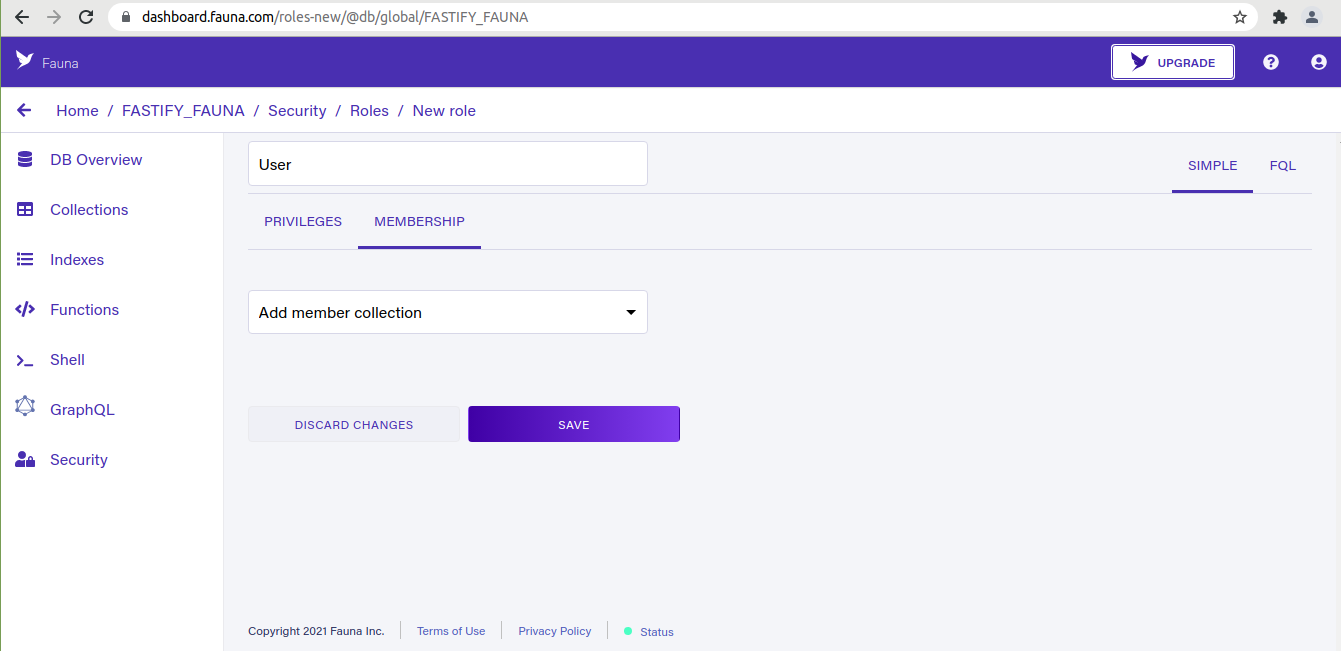 dashboard.fauna.com/roles-new/@db/global/FASTIFY_FAUNA
Fauna
UPGRADE
Home / FASTIFY_FAUNA / Security / Roles / New role
DB Overview
Collections
Indexes
Functions
Shell
GraphQL
Security
User
SIMPLE FQL
PRIVILEGES MEMBERSHIP
Add member collection
DISCARD CHANGES SAVE
Copyright 2021 Fauna Inc. Terms of Use Privacy Policy Status